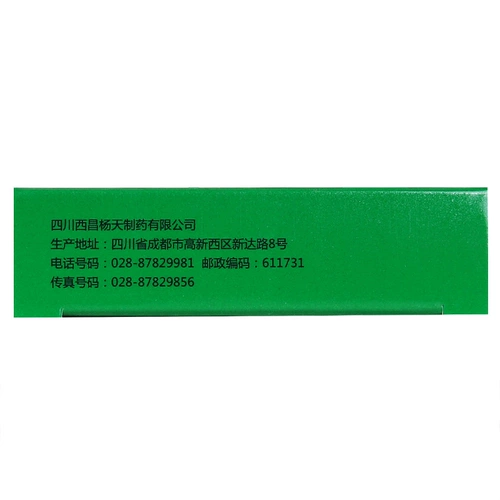 四川西昌杨天制药有限公司
生产地址：四川省成都市高新西区新达路8号
电话号码：028-87829981 邮政编码：611731
传真号码：028-87829856